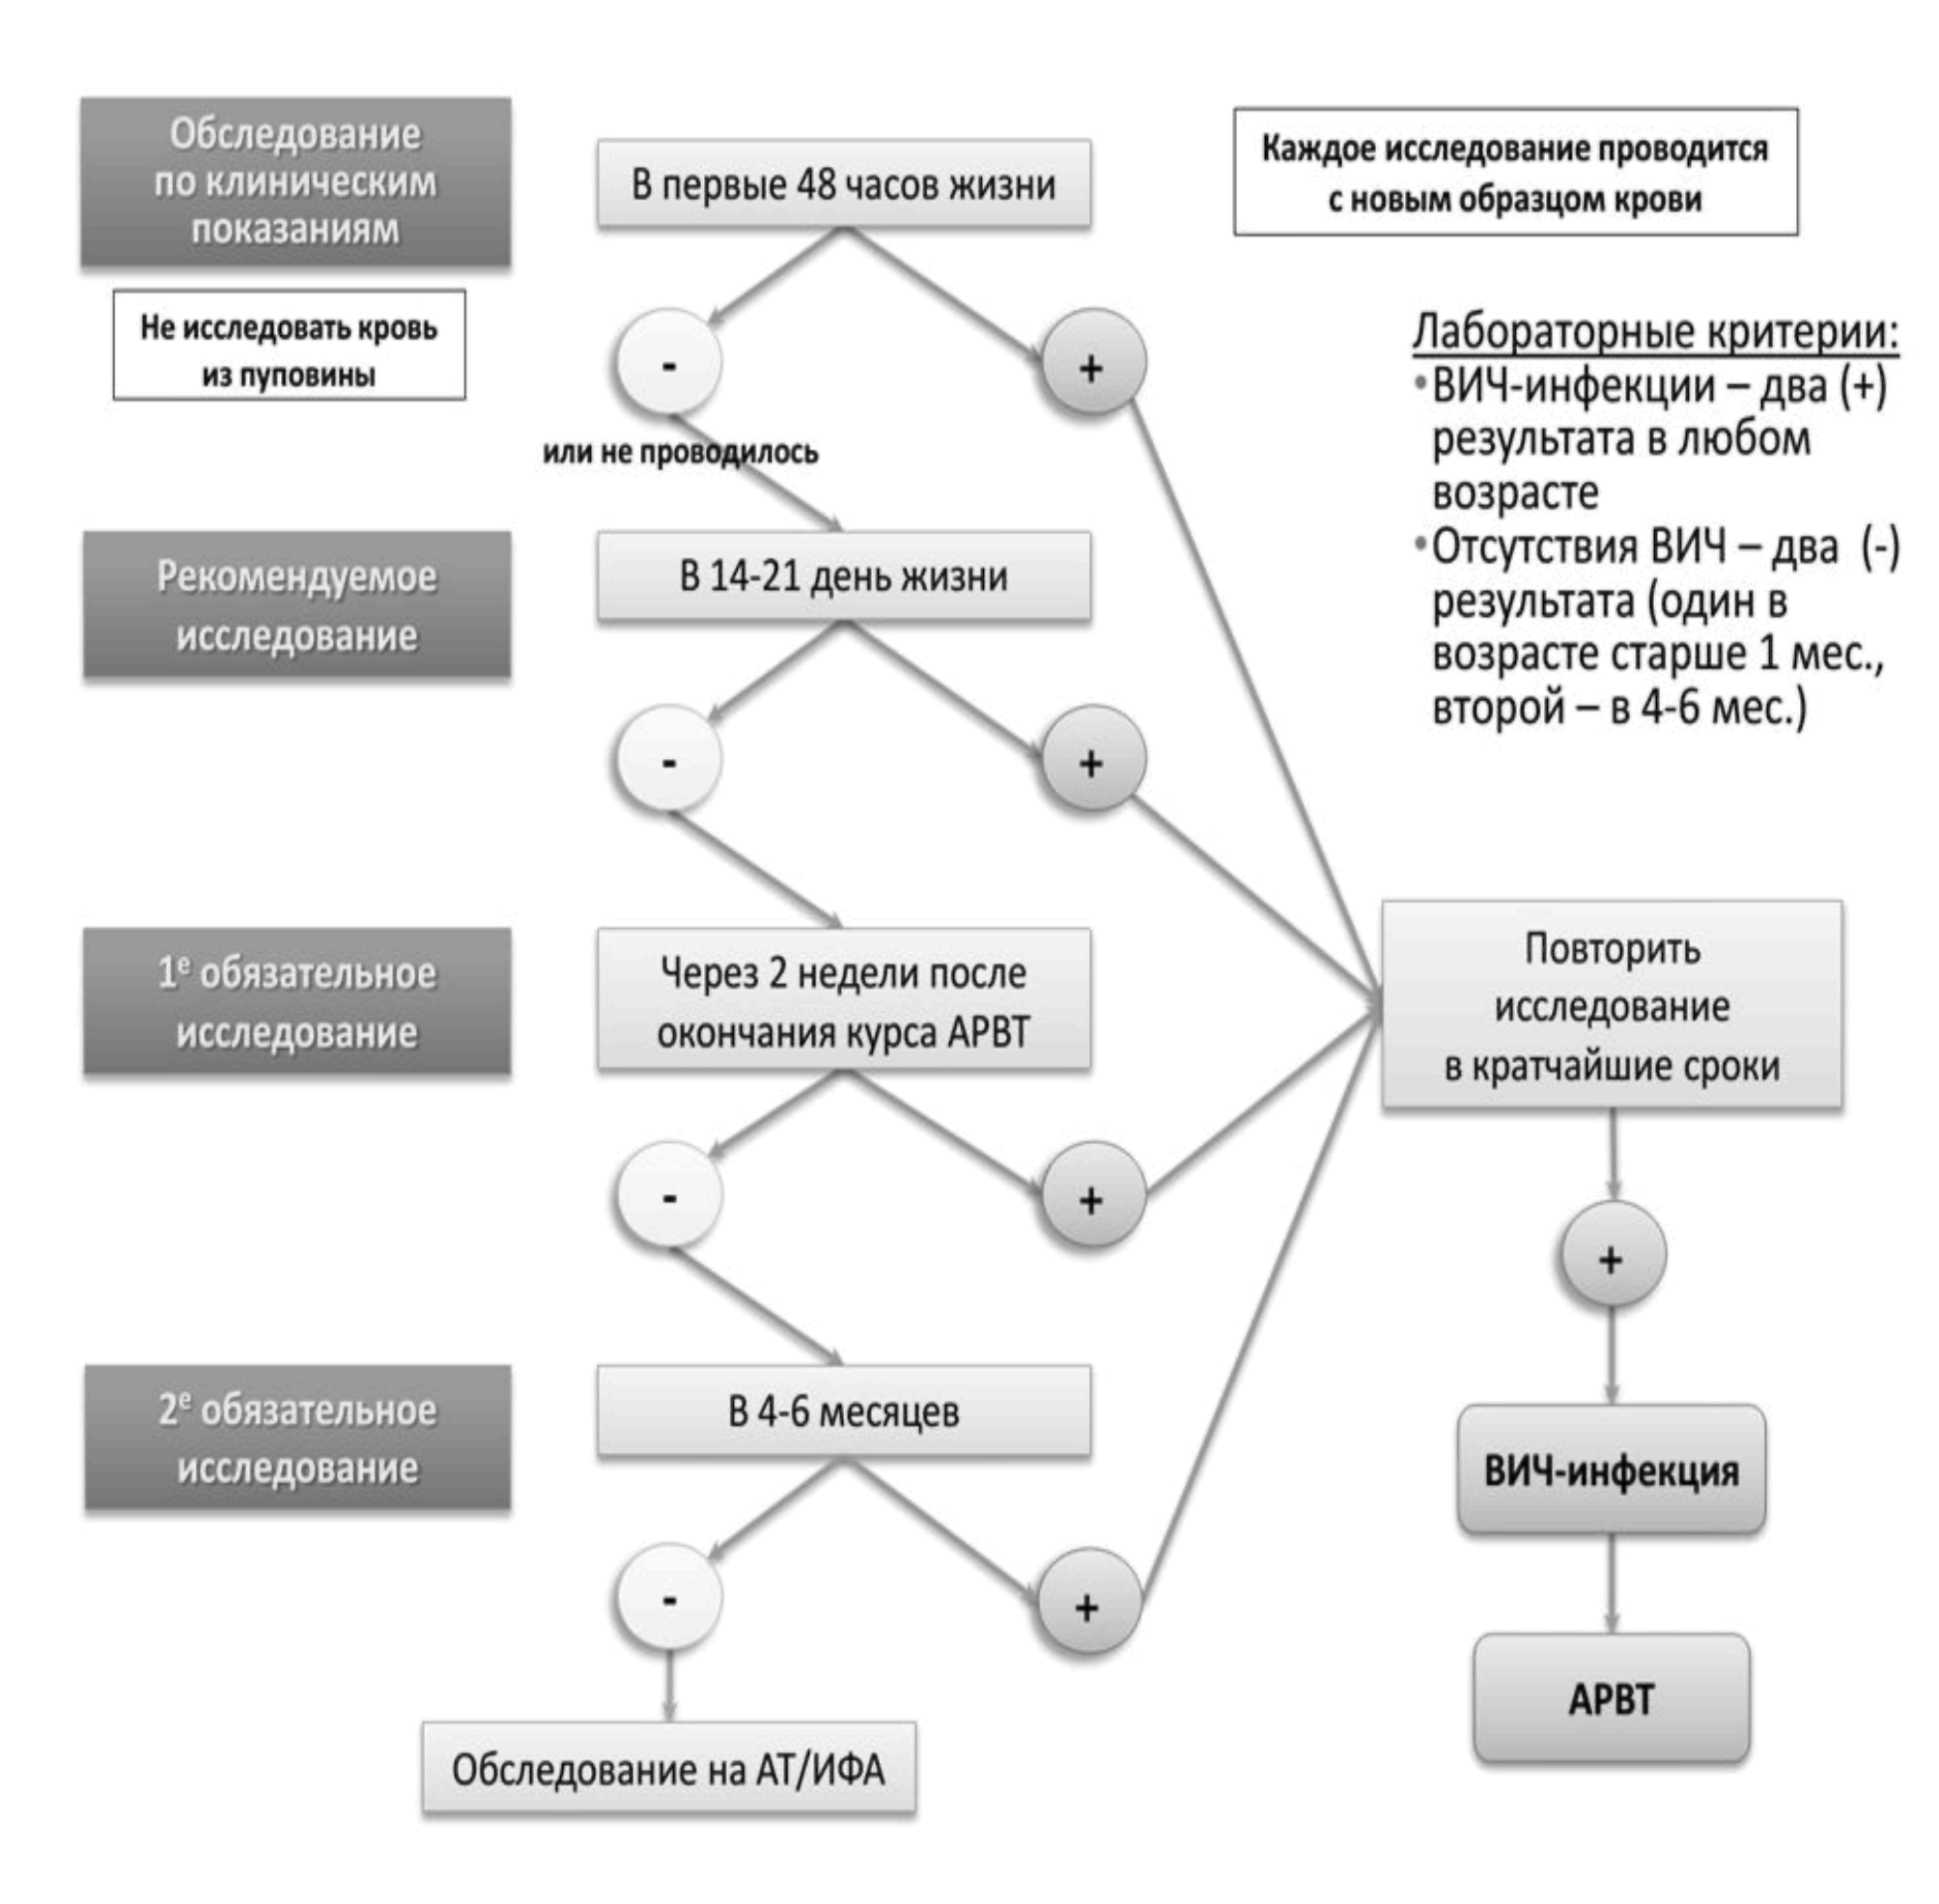 Обследование
по клиническим
показаниям
В первые 48 часов жизни
Каждое исследование проводится
с новым образцом крови
Не исследовать кровь
из пуповины
-
+
или не проводилось
Лабораторные критерии:
•ВИЧ-инфекции – два (+)
результата в любом
возрасте
•Отсутствия ВИЧ – два (-)
результата (один в
возрасте старше 1 мес.,
второй – в 4-6 мес.)
Рекомендуемое
исследование
В 14-21 день жизни
-
+
1е обязательное
исследование
Через 2 недели после
окончания курса АРВТ
-
+
Повторить
исследование
в кратчайшие сроки
+
ВИЧ-инфекция
АРВТ
2е обязательное
исследование
В 4-6 месяцев
-
+
Обследование на АТ/ИФА